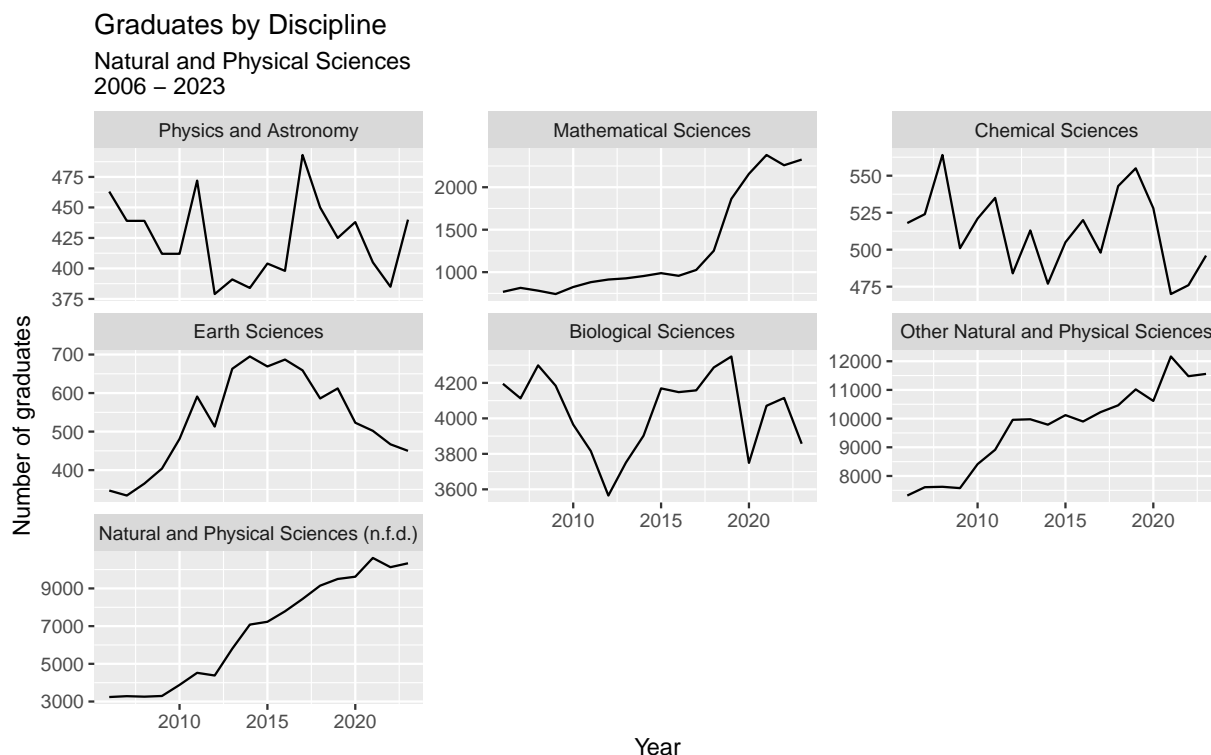 Graduates by Discipline
Natural and Physical Sciences
2006 – 2023
Number of graduates
Physics and Astronomy
475
450
425
400
375
Mathematical Sciences
2000
1500
1000
Chemical Sciences
550
525
500
475
Earth Sciences
700
600
500
400
Biological Sciences
4200
4000
3800
3600
2010 2015 2020
Other Natural and Physical Sciences
12000
11000
10000
9000
8000
2010 2015 2020
Natural and Physical Sciences (n.f.d.)
9000
7000
5000
3000
2010 2015 2020
Year